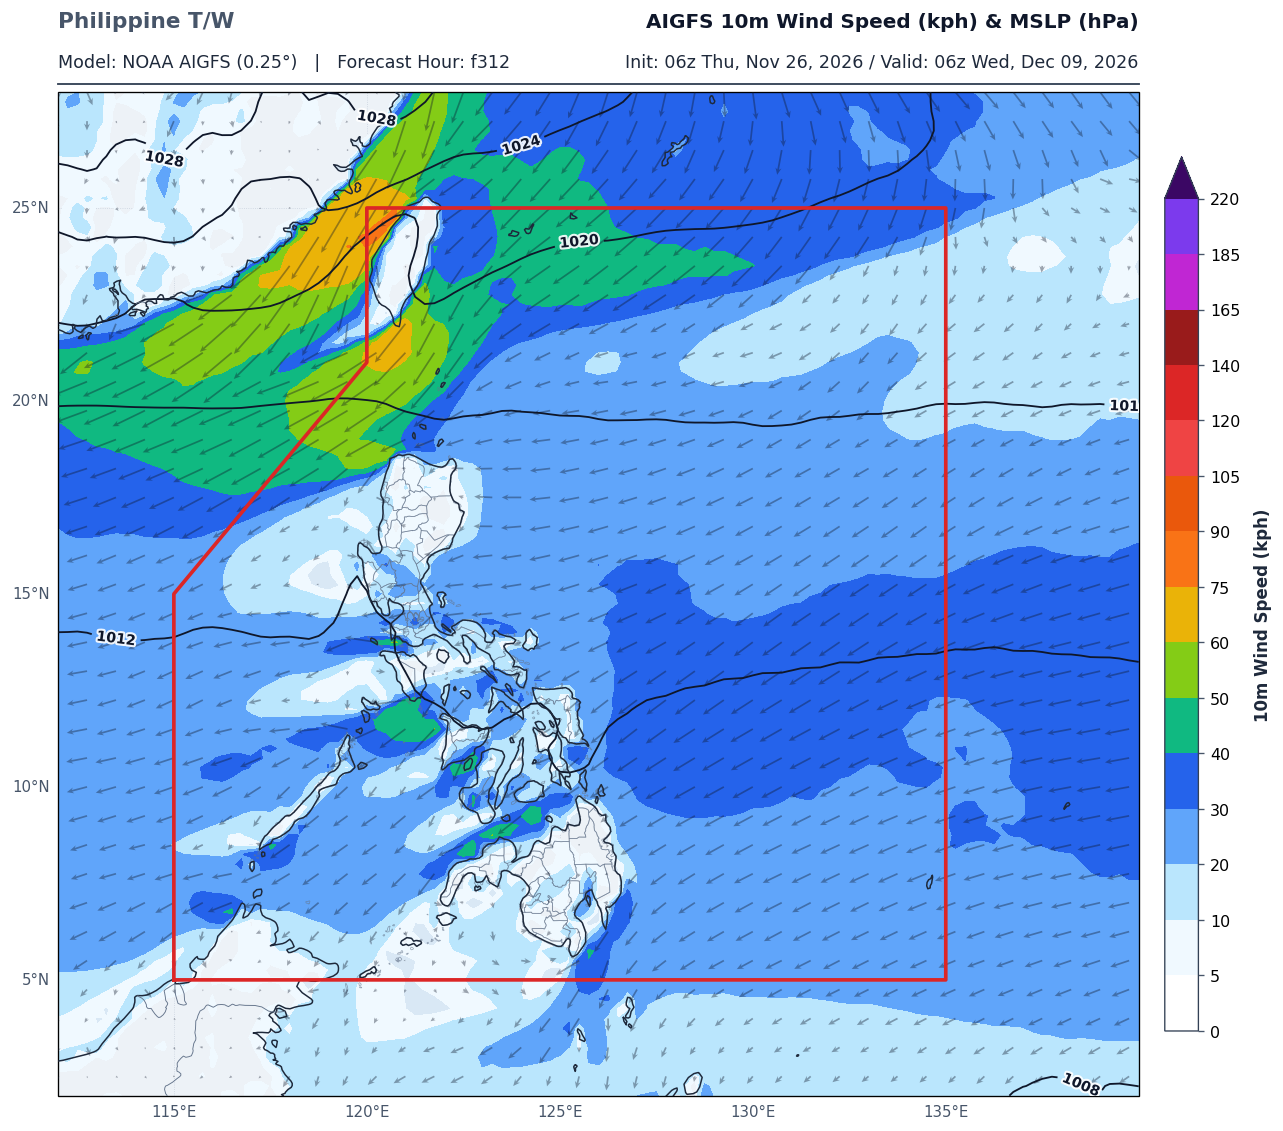 Philippine T/W
AIGFS 10m Wind Speed (kph) & MSLP (hPa)
Model: NOAA AIGFS (0.25°) | Forecast Hour: f312
Init: 06z Thu, Nov 26, 2026 / Valid: 06z Wed, Dec 09, 2026
1028
1028
1024
1020
101
1012
1008
25°N
20°N
15°N
10°N
5°N
115°E
120°E
125°E
130°E
135°E
220
185
165
140
120
105
90
75
60
50
40
30
20
10
5
0
10m Wind Speed (kph)